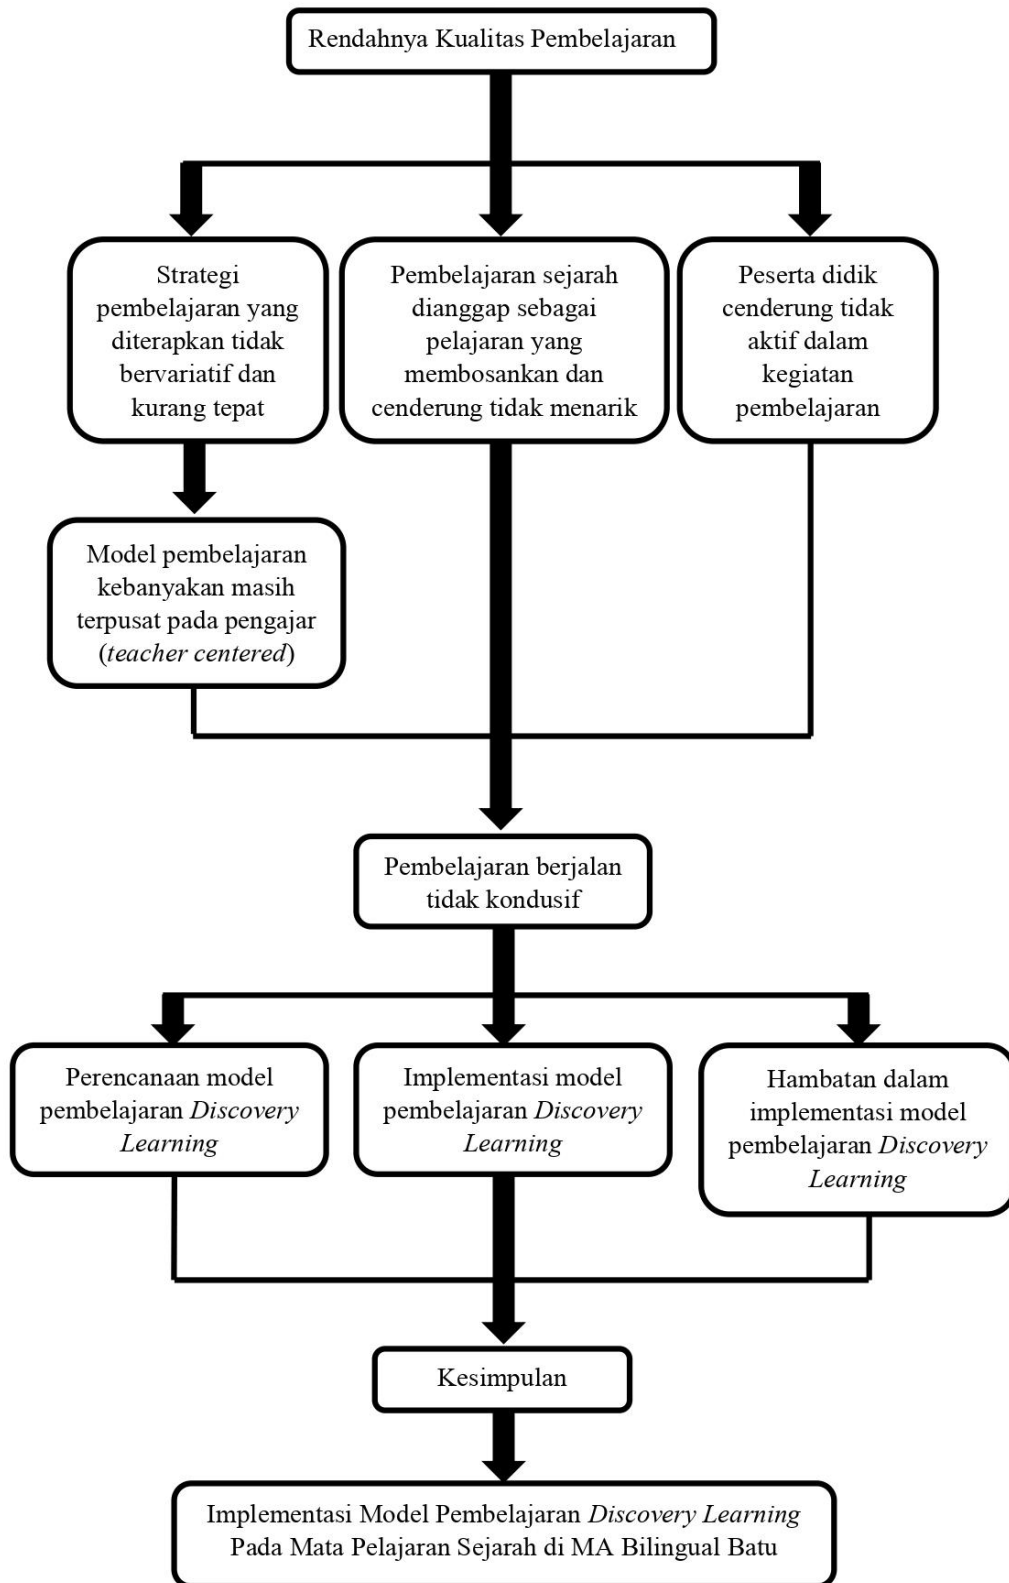 Rendahnya Kualitas Pembelajaran
Strategi
pembelajaran yang
diterapkan tidak
bervariatif dan
kurang tepat
Pembelajaran sejarah
dianggap sebagai
pelajaran yang
membosankan dan
cenderung tidak menarik
Peserta didik
cenderung tidak
aktif dalam
kegiatan
pembelajaran
Model pembelajaran
kebanyakan masih
terpusat pada pengajar
(teacher centered)
Pembelajaran berjalan
tidak kondusif
Perencanaan model
pembelajaran Discovery
Learning
Implementasi model
pembelajaran Discovery
Learning
Hambatan dalam
implementasi model
pembelajaran Discovery
Learning
Kesimpulan
Implementasi Model Pembelajaran Discovery Learning
Pada Mata Pelajaran Sejarah di MA Bilingual Batu